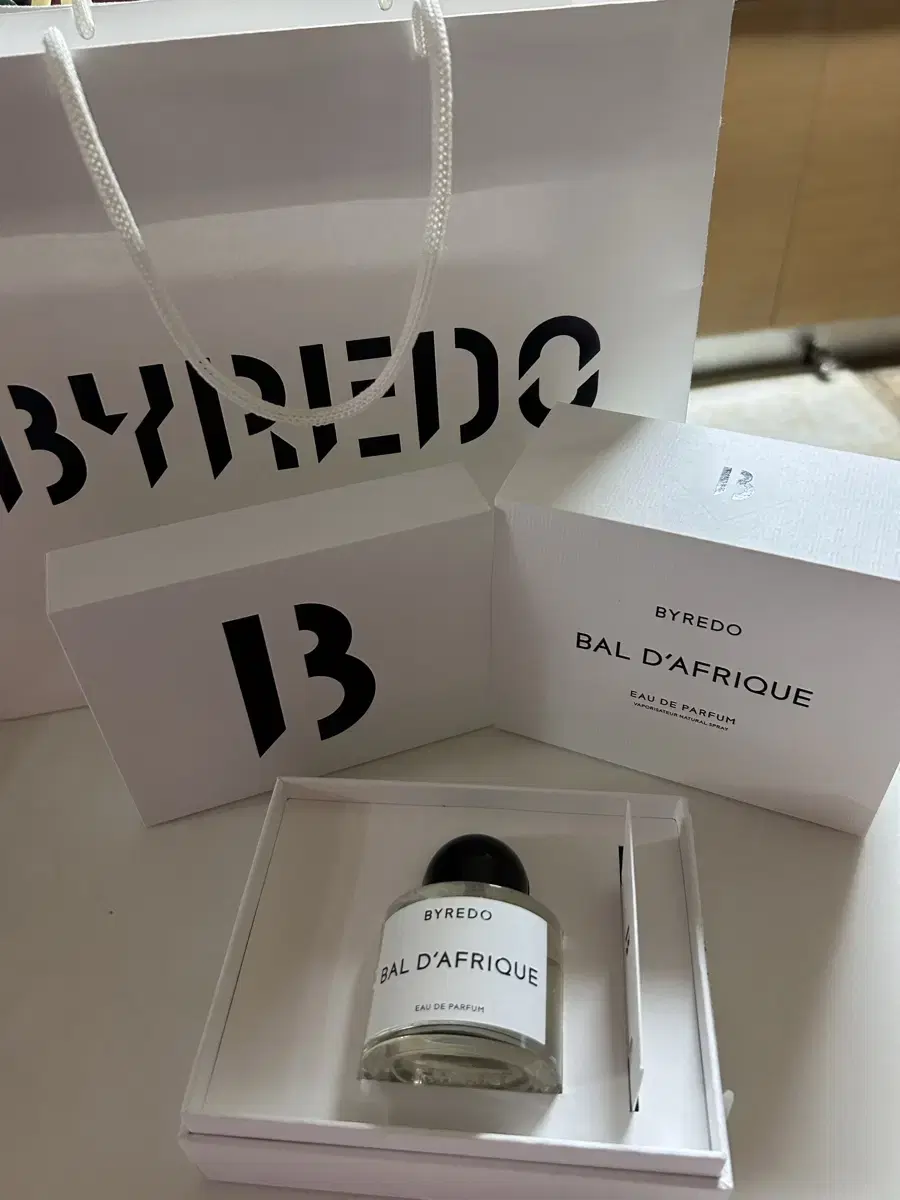 BYREDO
B
B
BYREDO
BAL D'AFRIQUE
EAU DE PARFUM
VAPORISATEUR NATURAL SPRAY
BYREDO
BAL D'AFRIQUE
EAU DE PARFUM